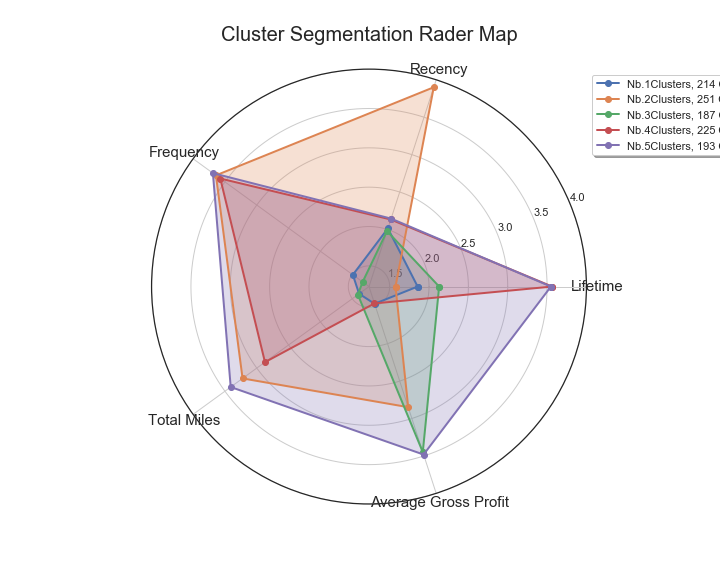 Cluster Segmentation Rader Map
Recency
Nb.1Clusters, 214
Nb.2Clusters, 251
Nb.3Clusters, 187
Nb.4Clusters, 225
Nb.5Clusters, 193
Frequency
4.0
3.5
3.0
2.5
2.0
1.5
Lifetime
Total Miles
Average Gross Profit